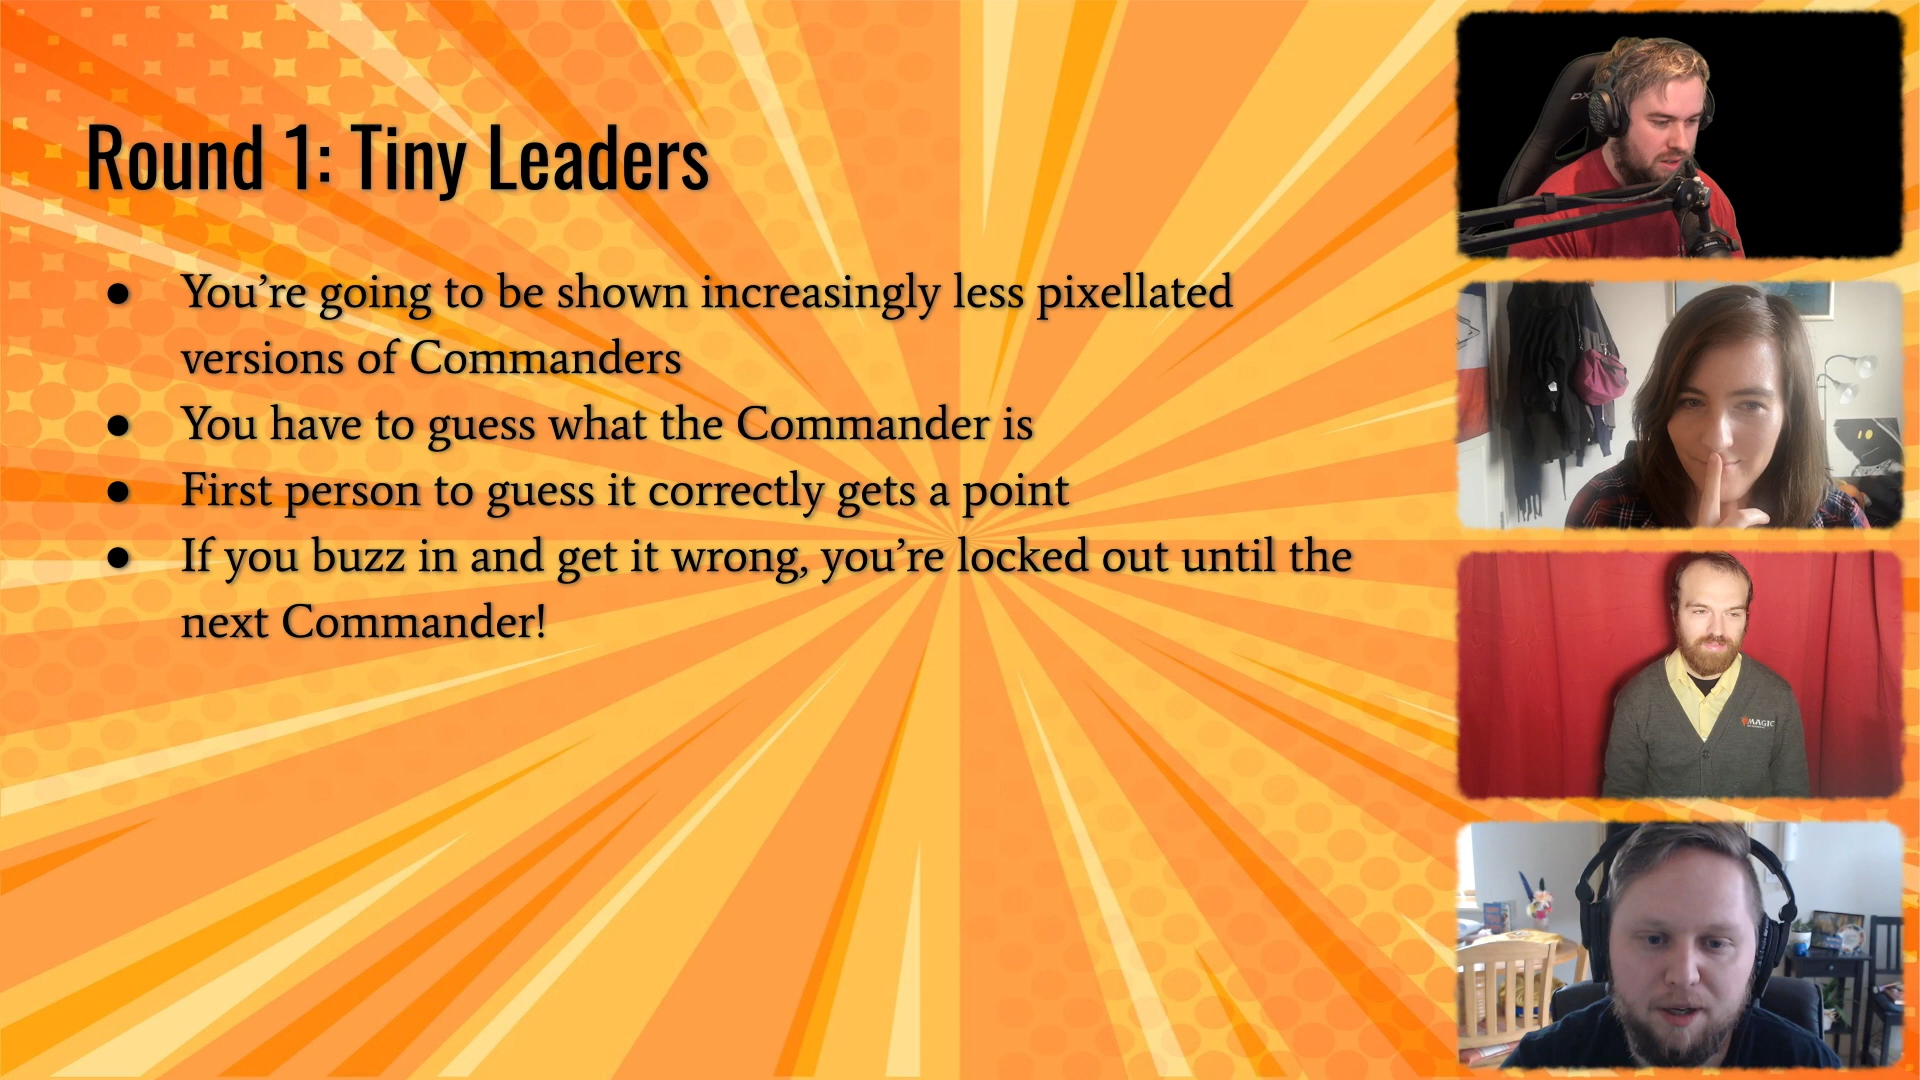 Round 1: Tiny Leaders
● You’re going to be shown increasingly less pixellated
versions of Commanders
● You have to guess what the Commander is
● First person to guess it correctly gets a point
● If you buzz in and get it wrong, you’re locked out until the
next Commander!
DX
MAGIC